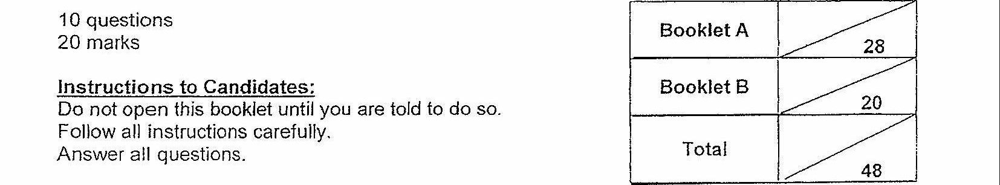 10 questions
20 marks
Instructions to Candidates:
Do not open this booklet until you are told to do so.
Follow all instructions carefully.
Answer all questions.
Booklet A
28
Booklet B
20
Total
48